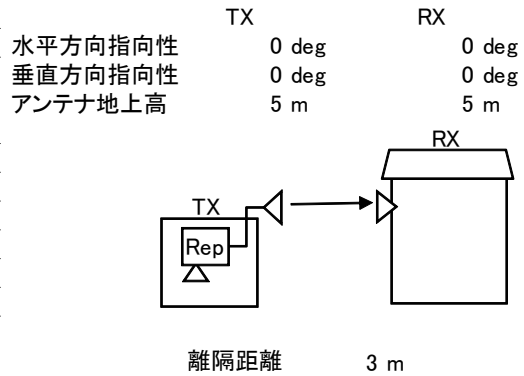 TX RX
水平方向指向性 0 deg 0 deg
垂直方向指向性 0 deg 0 deg
アンテナ地上高 5 m 5 m
RX
TX
Rep
離隔距離 3 m